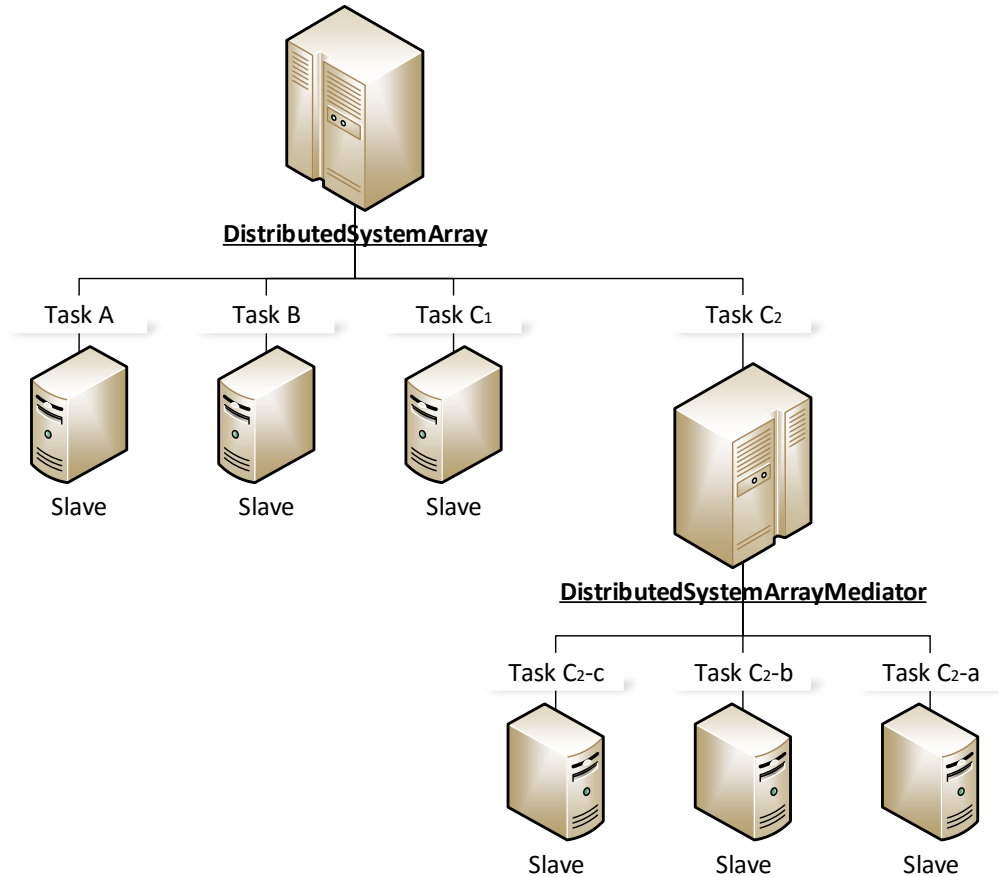 DistributedSystemArray
Task A Task B Task C₁ Task C₂
Slave Slave Slave
DistributedSystemArrayMediator
Task C₂-c Task C₂-b Task C₂-a
Slave Slave Slave